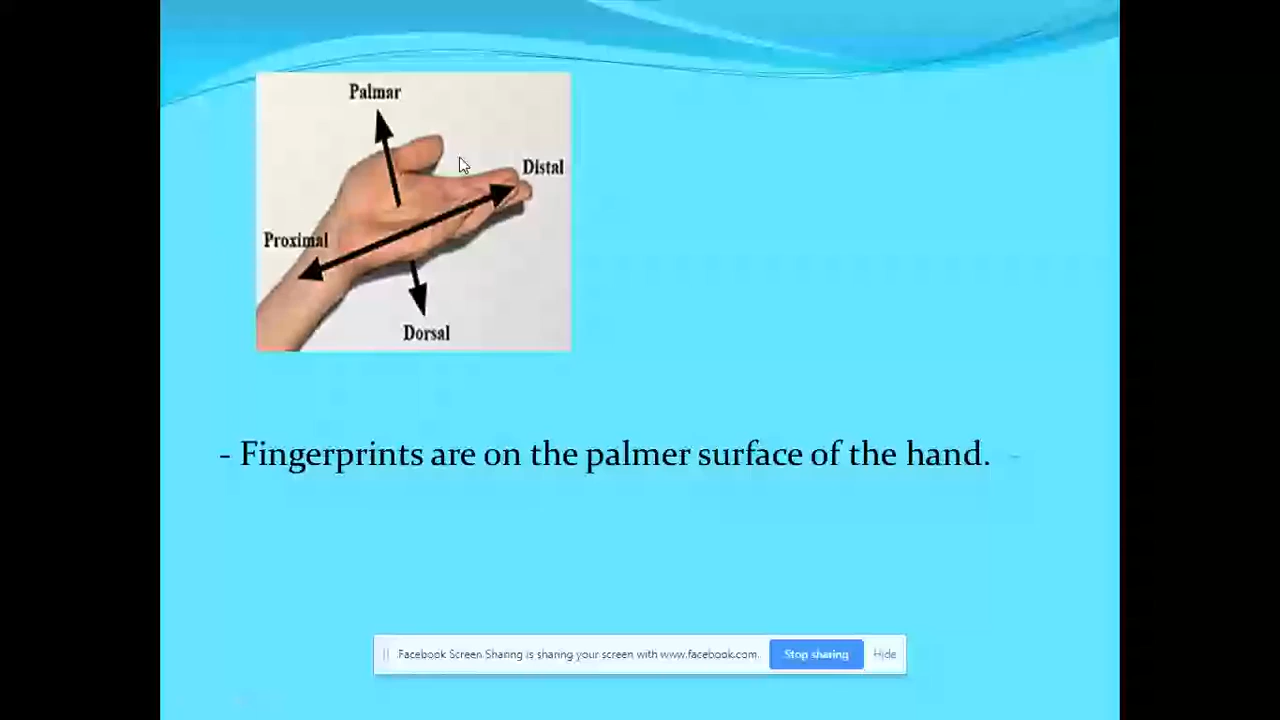 Palmar
Distal
Proximal
Dorsal
- Fingerprints are on the palmer surface of the hand.
Facebook Screen Sharing is sharing your screen with www.facebook.com.
Stop sharing
Hide